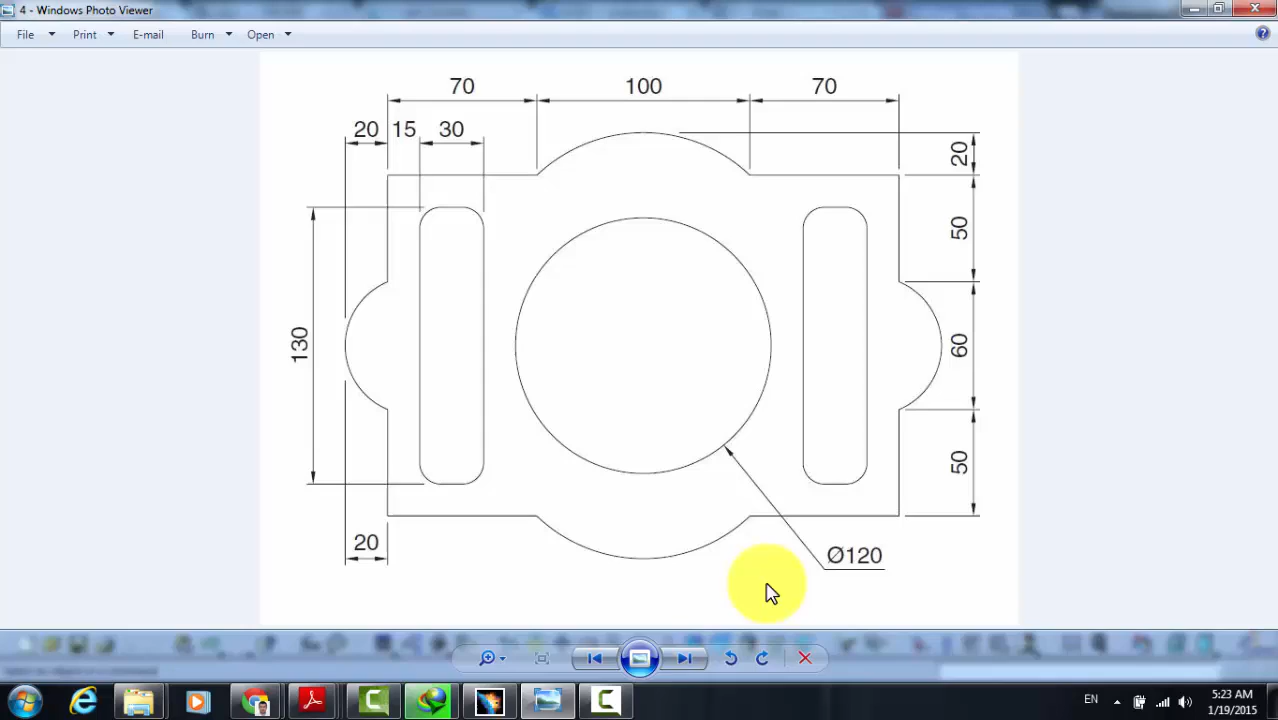 4 - Windows Photo Viewer
File Print E-mail Burn Open
70 100 70
20 15 30
20
50
130
60
50
20
Ø120
EN
5:23 AM
1/19/2015